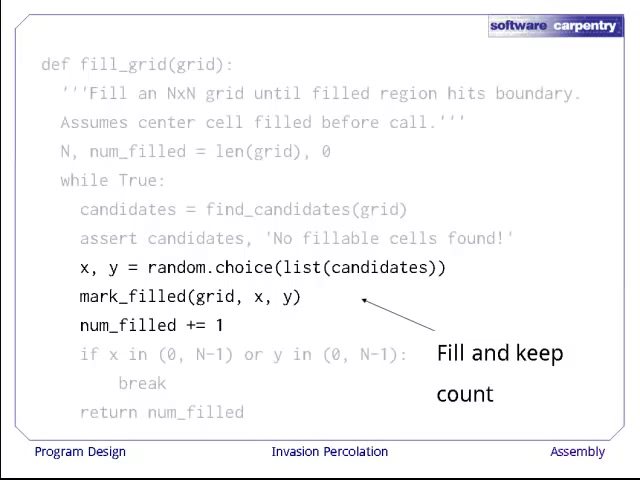 software carpentry
def fill_grid(grid):
'''Fill an NxN grid until filled region hits boundary.
Assumes center cell filled before call.'''
N, num_filled = len(grid), 0
while True:
candidates = find_candidates(grid)
assert candidates, 'No fillable cells found!'
x, y = random.choice(list(candidates))
mark_filled(grid, x, y)
num_filled += 1
if x in (0, N-1) or y in (0, N-1):
break
return num_filled
Fill and keep
count
Program Design
Invasion Percolation
Assembly